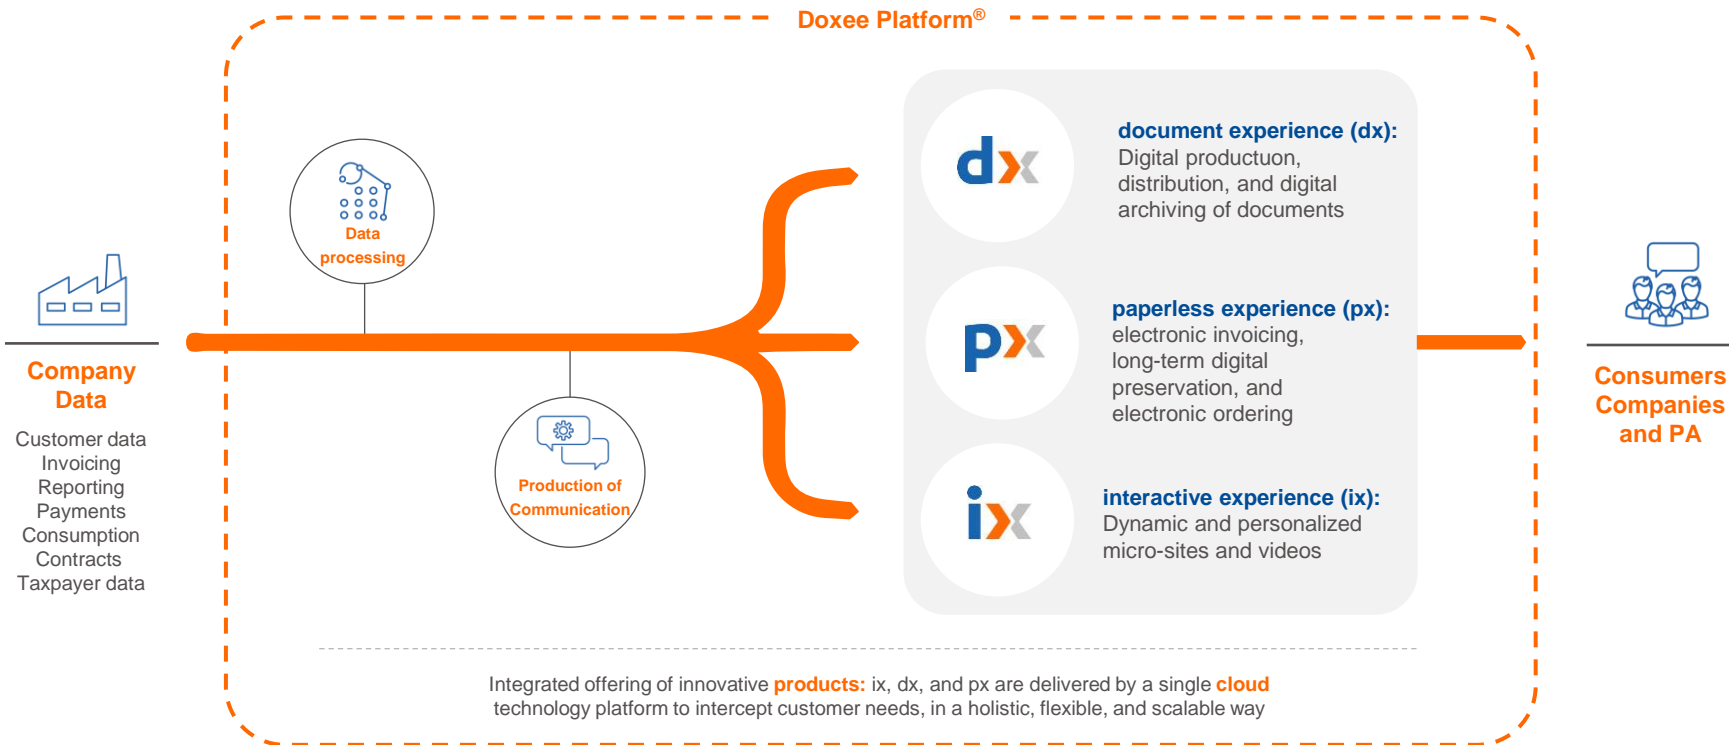 Doxee Platform®
Company
Data
Customer data
Invoicing
Reporting
Payments
Consumption
Contracts
Taxpayer data
Data
processing
Production of
Communication
dx
document experience (dx):
Digital productuon,
distribution, and digital
archiving of documents
px
paperless experience (px):
electronic invoicing,
long-term digital
preservation, and
electronic ordering
ix
interactive experience (ix):
Dynamic and personalized
micro-sites and videos
Consumers
Companies
and PA
Integrated offering of innovative products: ix, dx, and px are delivered by a single cloud
technology platform to intercept customer needs, in a holistic, flexible, and scalable way